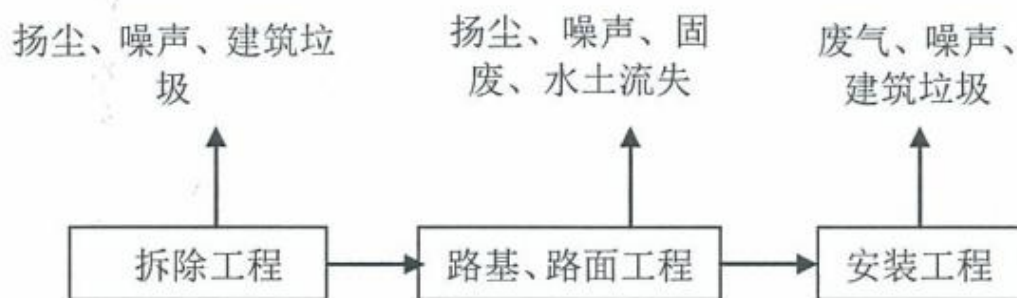 扬尘、噪声、建筑垃
圾
扬尘、噪声、固
废、水土流失
废气、噪声、
建筑垃圾
拆除工程
路基、路面工程
安装工程